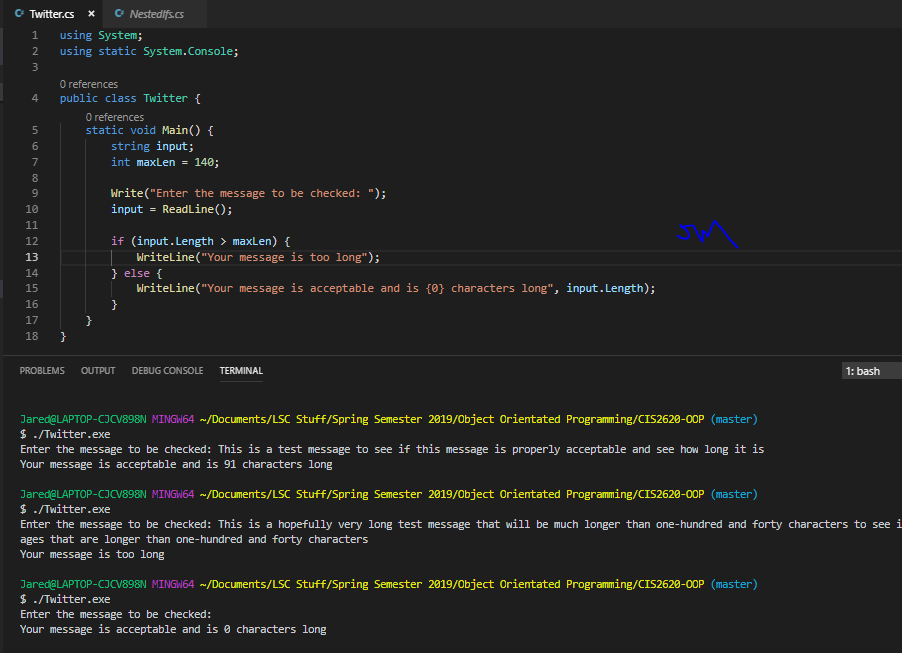 Twitter.cs × NestedIfs.cs
1 using System;
2 using static System.Console;
3
0 references
4 public class Twitter {
0 references
5 static void Main() {
6 string input;
7 int maxLen = 140;
8
9 Write("Enter the message to be checked: ");
10 input = ReadLine();
11
12 if (input.Length > maxLen) {
13 WriteLine("Your message is too long");
14 } else {
15 WriteLine("Your message is acceptable and is {0} characters long", input.Length);
16 }
17 }
18 }
PROBLEMS OUTPUT DEBUG CONSOLE TERMINAL 1: bash
Jared@LAPTOP-CJCV898N MINGW64 ~/Documents/LSC Stuff/Spring Semester 2019/Object Orientated Programming/CIS2620-OOP (master)
$ ./Twitter.exe
Enter the message to be checked: This is a test message to see if this message is properly acceptable and see how long it is
Your message is acceptable and is 91 characters long
Jared@LAPTOP-CJCV898N MINGW64 ~/Documents/LSC Stuff/Spring Semester 2019/Object Orientated Programming/CIS2620-OOP (master)
$ ./Twitter.exe
Enter the message to be checked: This is a hopefully very long test message that will be much longer than one-hundred and forty characters to see i
ages that are longer than one-hundred and forty characters
Your message is too long
Jared@LAPTOP-CJCV898N MINGW64 ~/Documents/LSC Stuff/Spring Semester 2019/Object Orientated Programming/CIS2620-OOP (master)
$ ./Twitter.exe
Enter the message to be checked:
Your message is acceptable and is 0 characters long